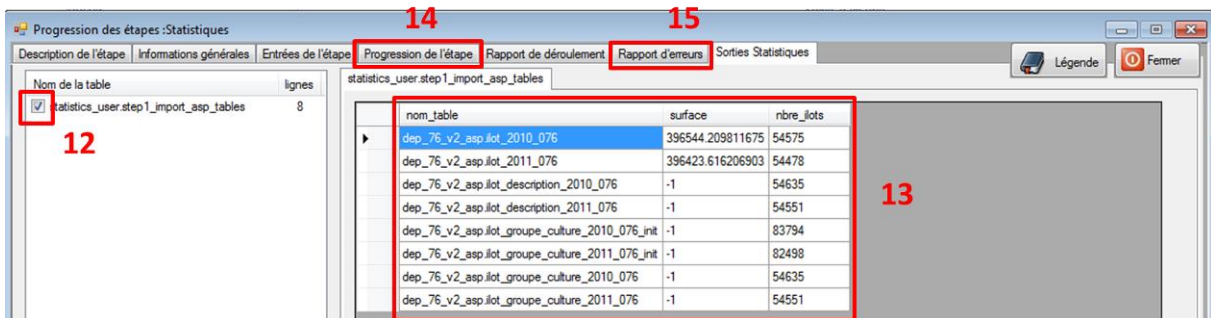 14
15
Progression des étapes :Statistiques
Description de l'étape Informations générales Entrées de l'étape Progression de l'étape Rapport de déroulement Rapport d'erreurs Sorties Statistiques
Légende Fermer
Nom de la table lignes
statistics_user.step1_import_asp_tables 8
12
statistics_user.step1_import_asp_tables
nom_table surface nbre_ilots
dep_76_v2_asp.ilot_2010_076 396544.209811675 54575
dep_76_v2_asp.ilot_2011_076 396423.616206903 54478
dep_76_v2_asp.ilot_description_2010_076 -1 54635
dep_76_v2_asp.ilot_description_2011_076 -1 54551
dep_76_v2_asp.ilot_groupe_culture_2010_076_init -1 83794
dep_76_v2_asp.ilot_groupe_culture_2011_076_init -1 82498
dep_76_v2_asp.ilot_groupe_culture_2010_076 -1 54635
dep_76_v2_asp.ilot_groupe_culture_2011_076 -1 54551
13